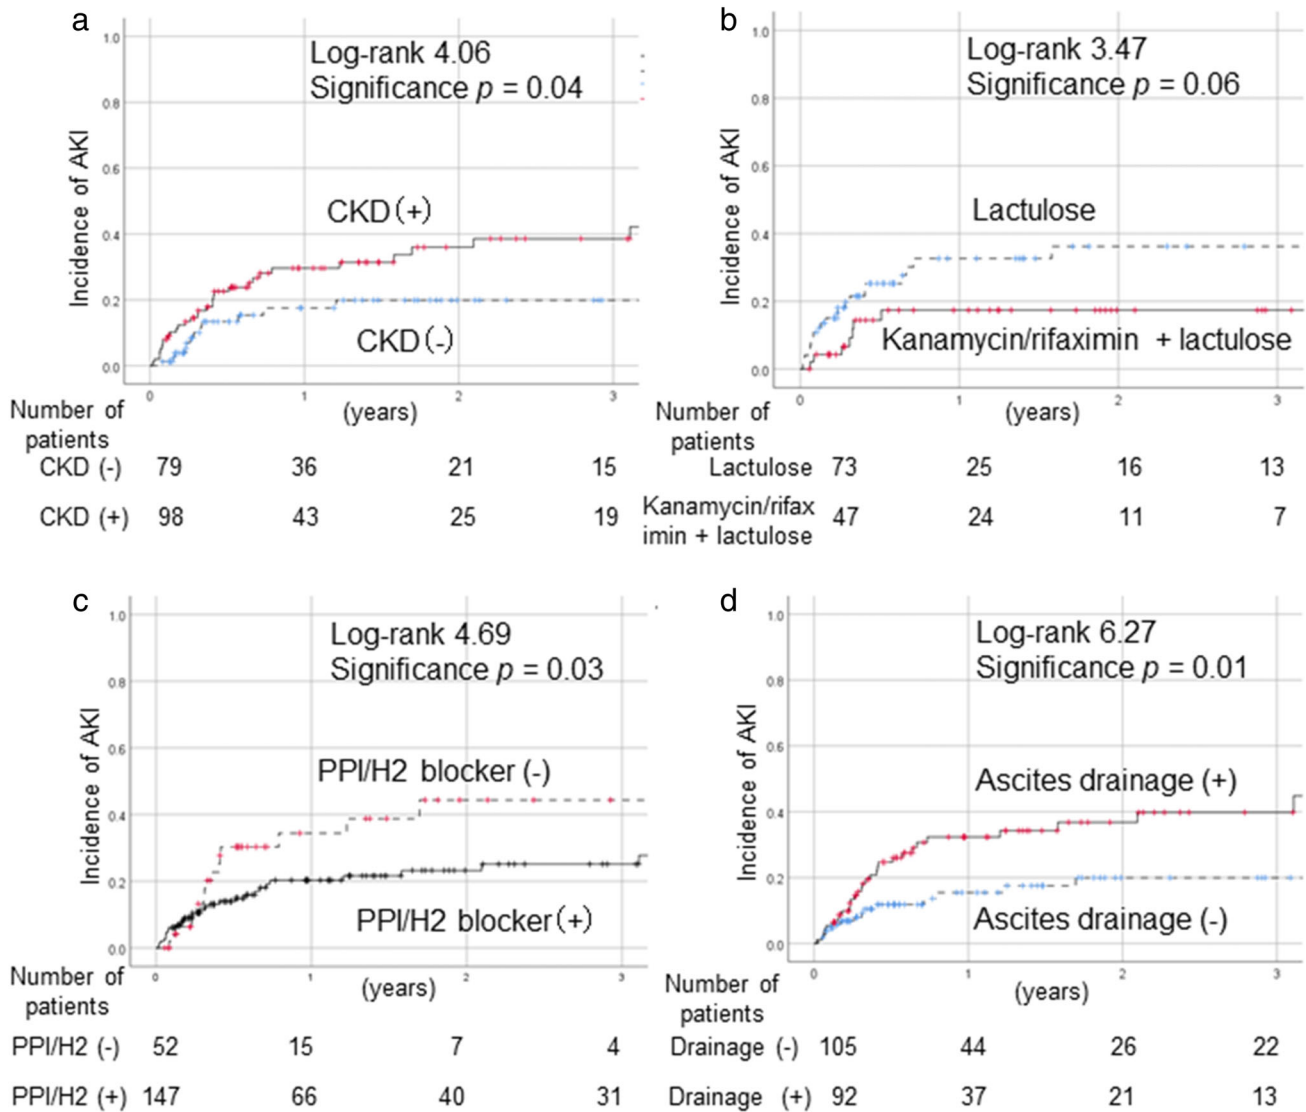 a
Log-rank 4.06
Significance p = 0.04
1.0
0.8
0.6
0.4
0.2
0.0
Incidence of AKI
CKD (+)
CKD (-)
0 1 2 3
(years)
Number of
patients
CKD (-) 79 36 21 15
CKD (+) 98 43 25 19
b
Log-rank 3.47
Significance p = 0.06
1.0
0.8
0.6
0.4
0.2
0.0
Incidence of AKI
Lactulose
Kanamycin/rifaximin + lactulose
0 1 2 3
(years)
Number of
patients
Lactulose 73 25 16 13
Kanamycin/rifax
imin + lactulose 47 24 11 7
c
Log-rank 4.69
Significance p = 0.03
1.0
0.8
0.6
0.4
0.2
0.0
Incidence of AKI
PPI/H2 blocker (-)
PPI/H2 blocker (+)
0 1 2 3
(years)
Number of
patients
PPI/H2 (-) 52 15 7 4
PPI/H2 (+) 147 66 40 31
d
Log-rank 6.27
Significance p = 0.01
1.0
0.8
0.6
0.4
0.2
0.0
Incidence of AKI
Ascites drainage (+)
Ascites drainage (-)
0 1 2 3
(years)
Number of
patients
Drainage (-) 105 44 26 22
Drainage (+) 92 37 21 13